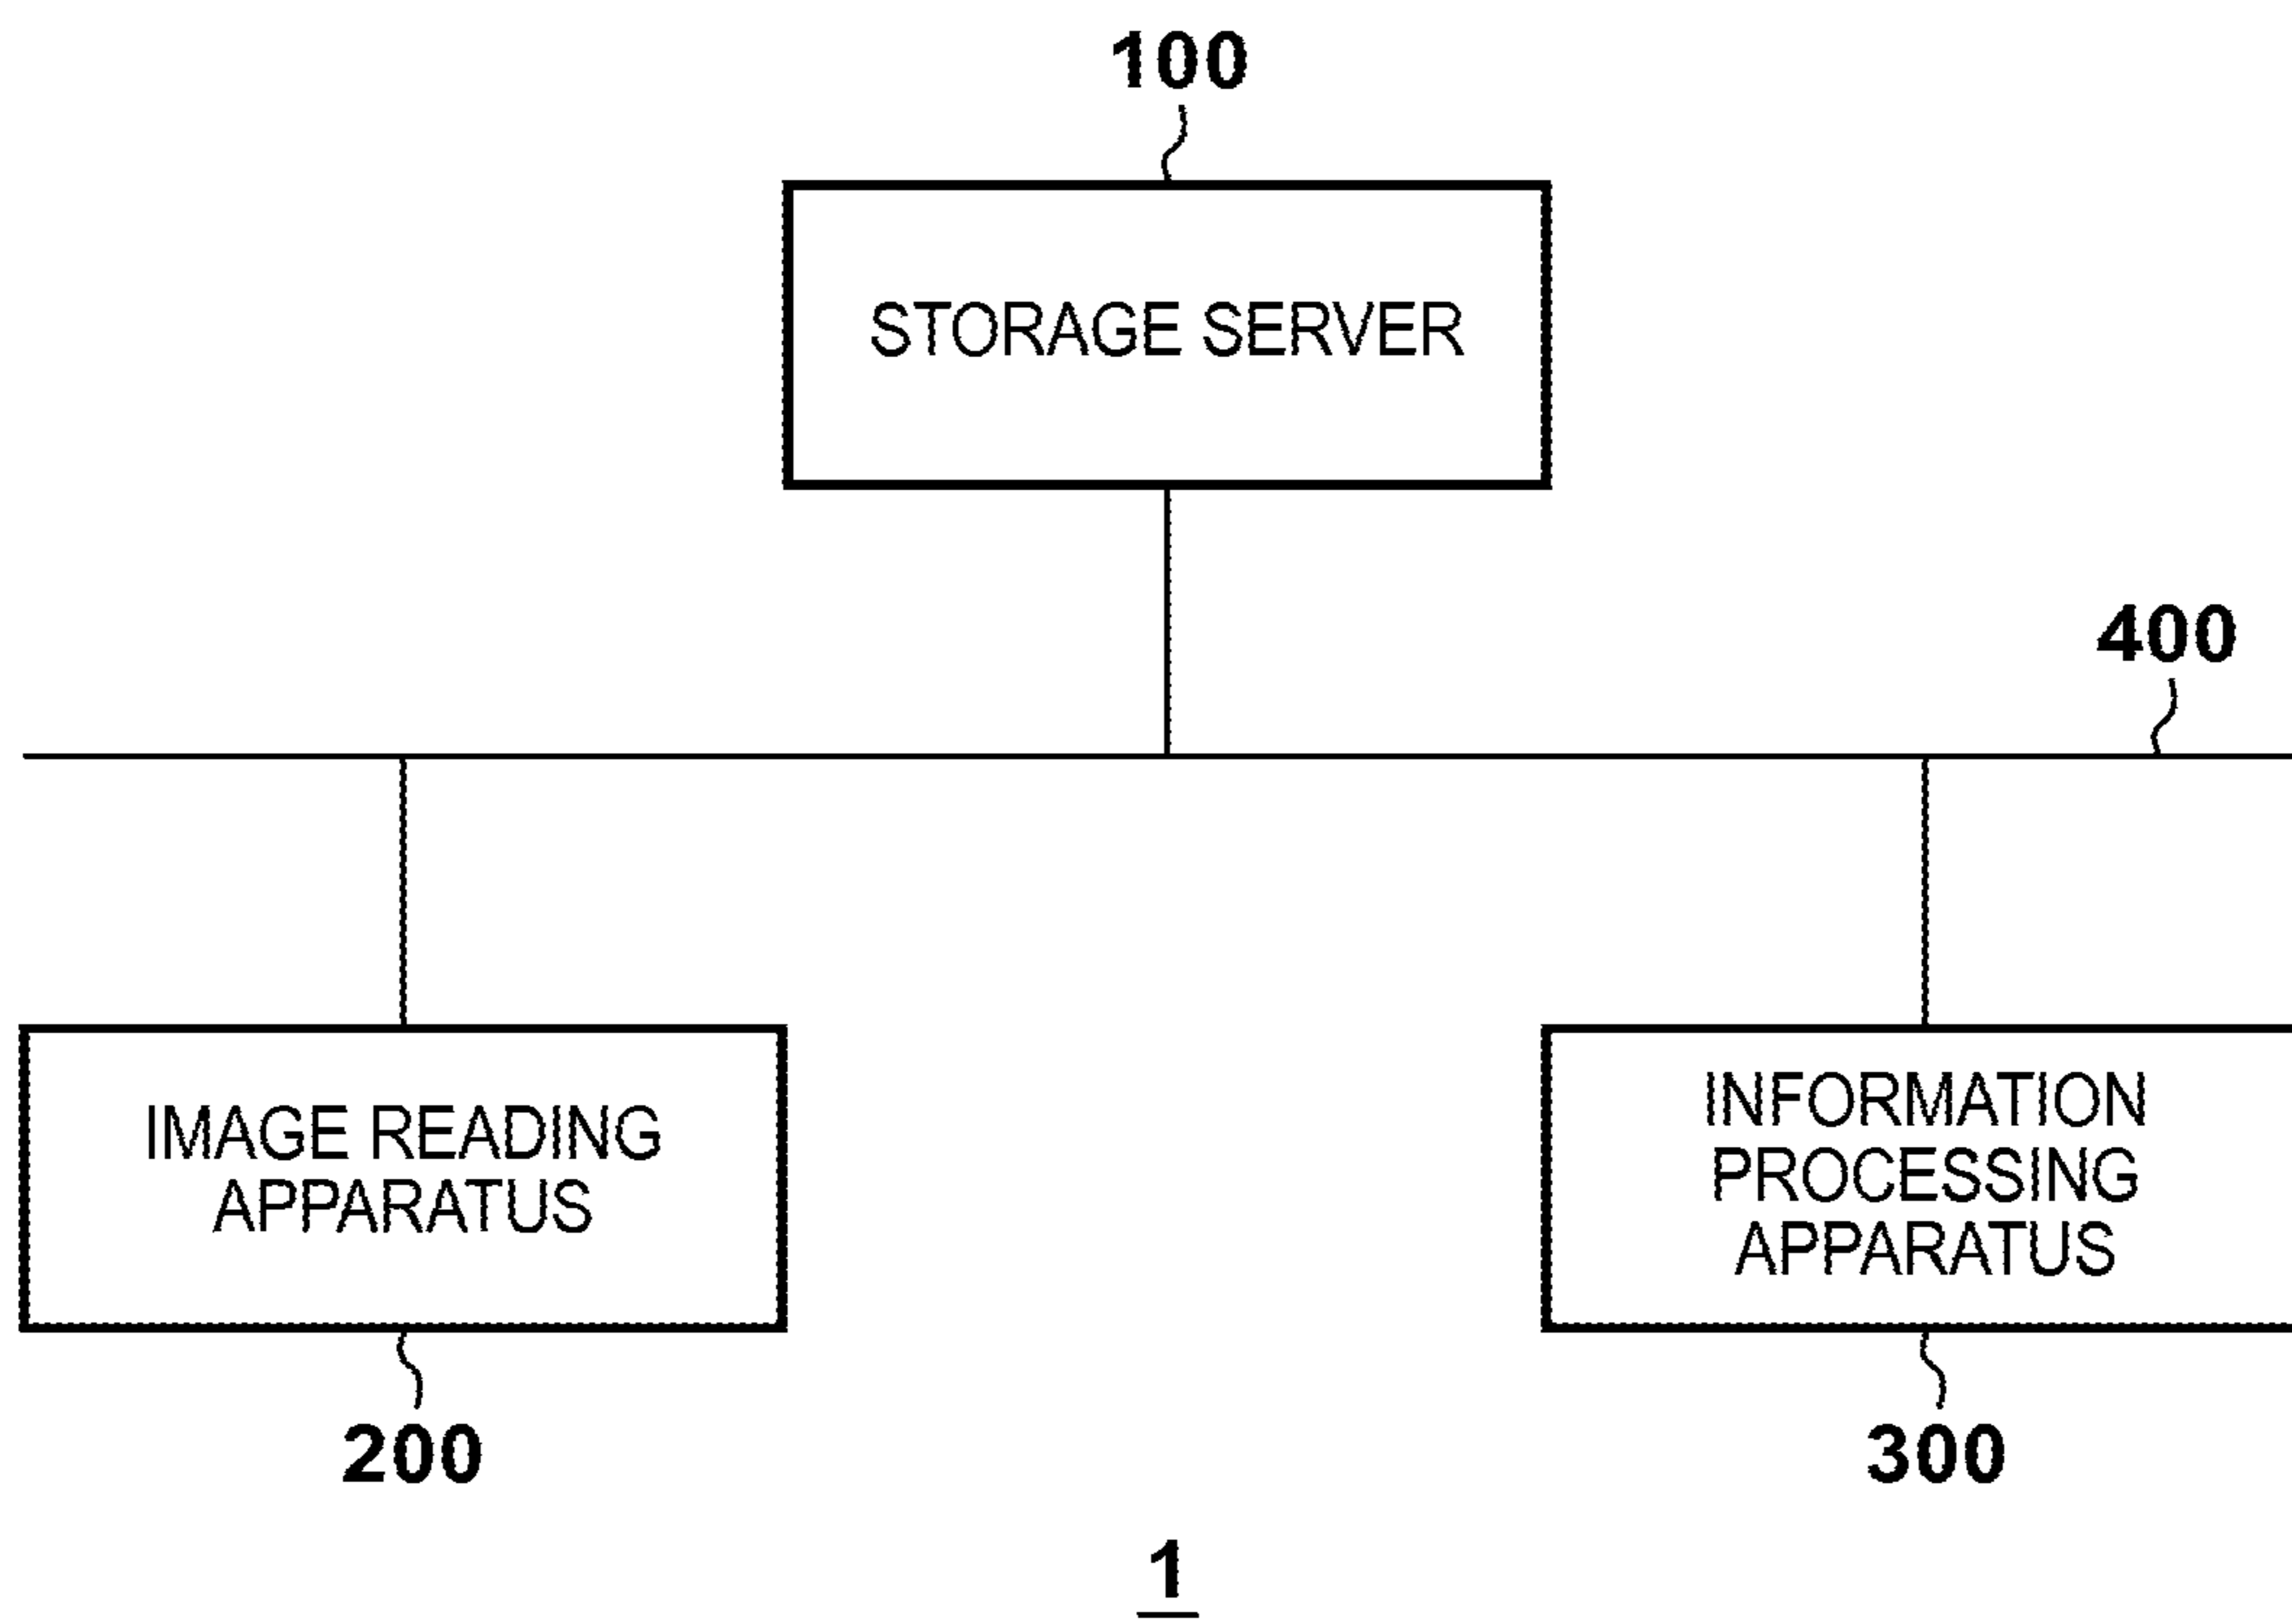 100
STORAGE SERVER
400
IMAGE READING
APPARATUS
INFORMATION
PROCESSING
APPARATUS
200
300
1